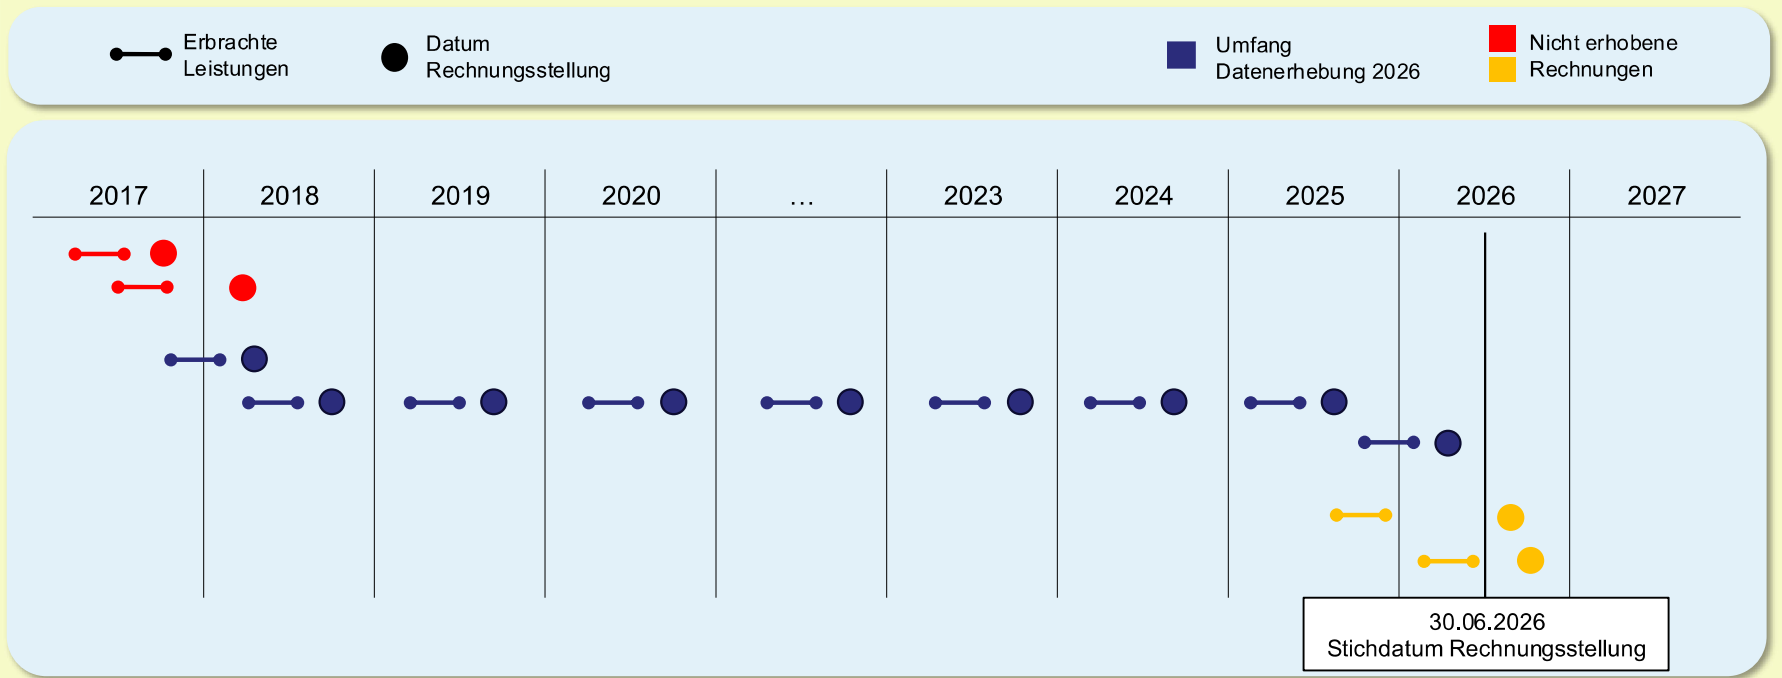 Erbrachte
Leistungen
Datum
Rechnungsstellung
Umfang
Datenerhebung 2026
Nicht erhobene
Rechnungen
2017 2018 2019 2020 ... 2023 2024 2025 2026 2027
30.06.2026
Stichdatum Rechnungsstellung